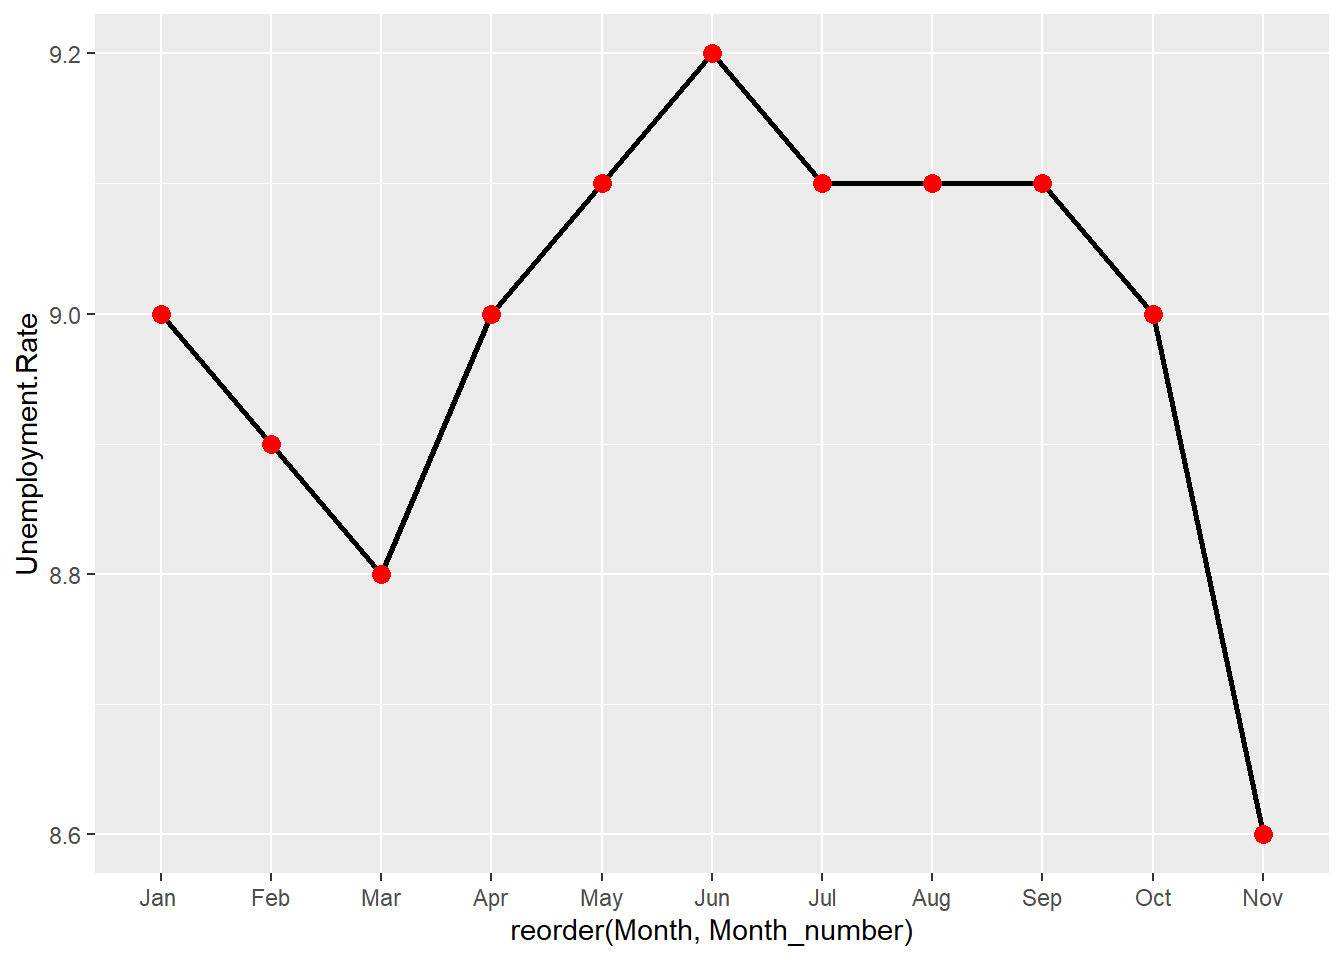 9.2
9.0
8.8
8.6
Unemployment.Rate
Jan Feb Mar Apr May Jun Jul Aug Sep Oct Nov
reorder(Month, Month_number)